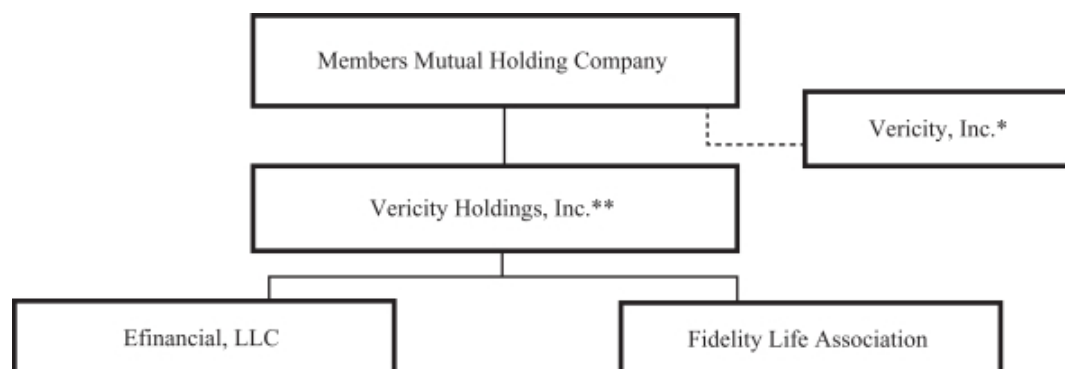 Members Mutual Holding Company
Vericity, Inc.*
Vericity Holdings, Inc.**
Efinancial, LLC
Fidelity Life Association